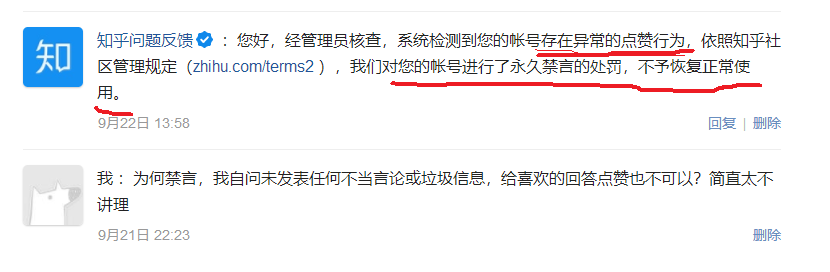 知
知乎问题反馈 ：您好，经管理员核查，系统检测到您的帐号存在异常的点赞行为，依照知乎社
区管理规定（zhihu.com/terms2 ），我们对您的帐号进行了永久禁言的处罚，不予恢复正常使
用。
9月22日 13:58 回复 | 删除
我 ：为何禁言，我自问未发表任何不当言论或垃圾信息，给喜欢的回答点赞也不可以？简直太不
讲理
9月21日 22:23 删除